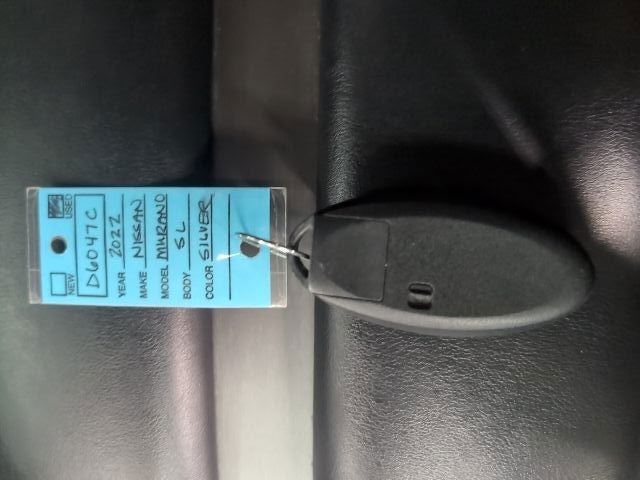 NEW USED
D6047C
YEAR 2022
MAKE NISSAN
MODEL MURANO
BODY SL
COLOR SILVER